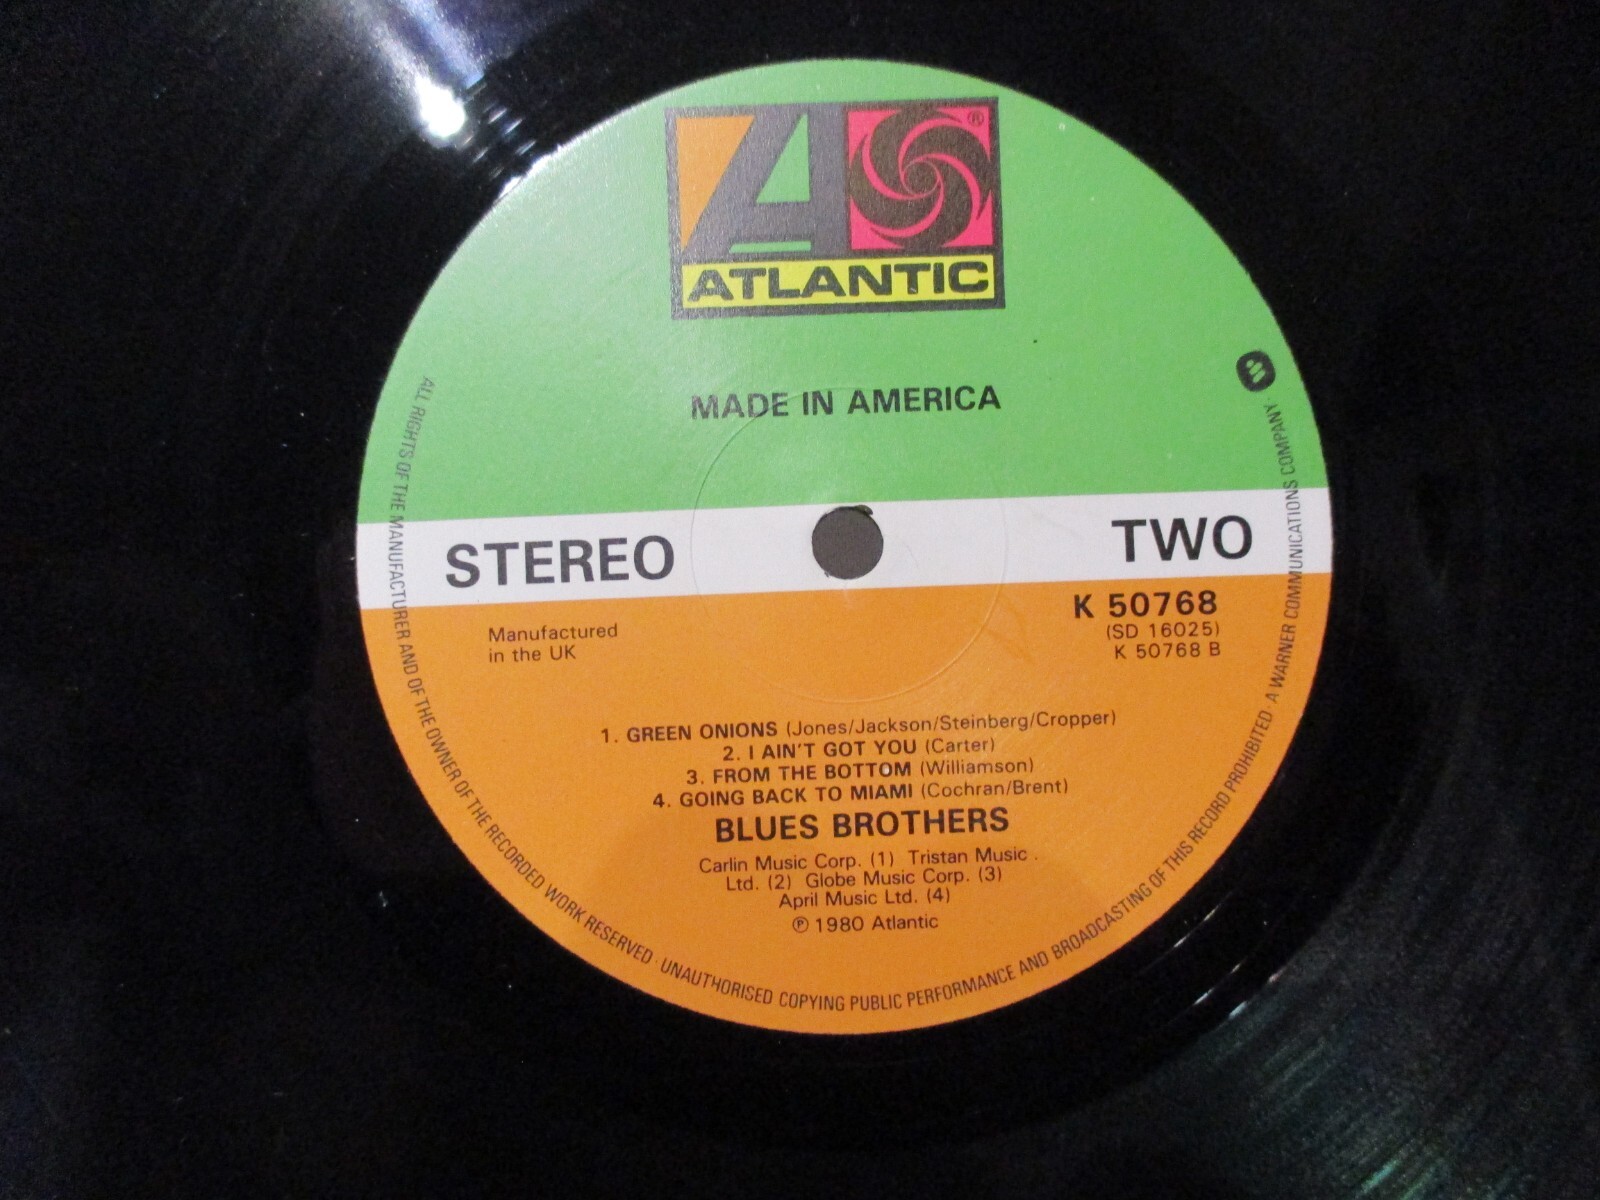 A
®
ATLANTIC
MADE IN AMERICA
STEREO
TWO
K 50768
(SD 16025)
K 50768 B
Manufactured
in the UK
1. GREEN ONIONS (Jones/Jackson/Steinberg/Cropper)
2. I AIN'T GOT YOU (Carter)
3. FROM THE BOTTOM (Williamson)
4. GOING BACK TO MIAMI (Cochran/Brent)
BLUES BROTHERS
Carlin Music Corp. (1) Tristan Music .
Ltd. (2) Globe Music Corp. (3)
April Music Ltd. (4)
℗ 1980 Atlantic
ALL RIGHTS OF THE MANUFACTURER AND OF THE OWNER OF THE RECORDED WORK RESERVED · UNAUTHORISED COPYING PUBLIC PERFORMANCE AND BROADCASTING OF THIS RECORD PROHIBITED · A WARNER COMMUNICATIONS COMPANY ·